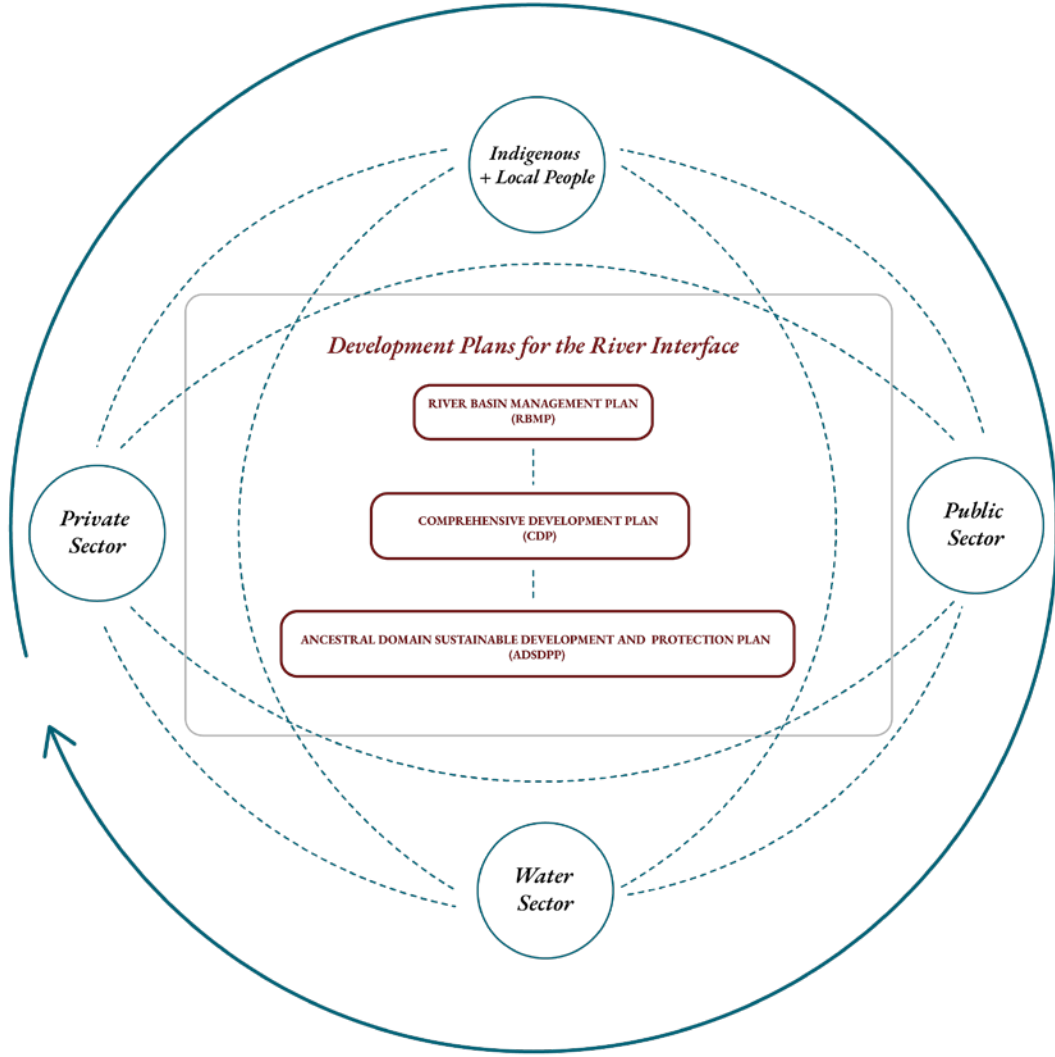 Indigenous
+ Local People
Development Plans for the River Interface
RIVER BASIN MANAGEMENT PLAN
(RBMP)
Private
Sector
COMPREHENSIVE DEVELOPMENT PLAN
(CDP)
Public
Sector
ANCESTRAL DOMAIN SUSTAINABLE DEVELOPMENT AND PROTECTION PLAN
(ADSDPP)
Water
Sector